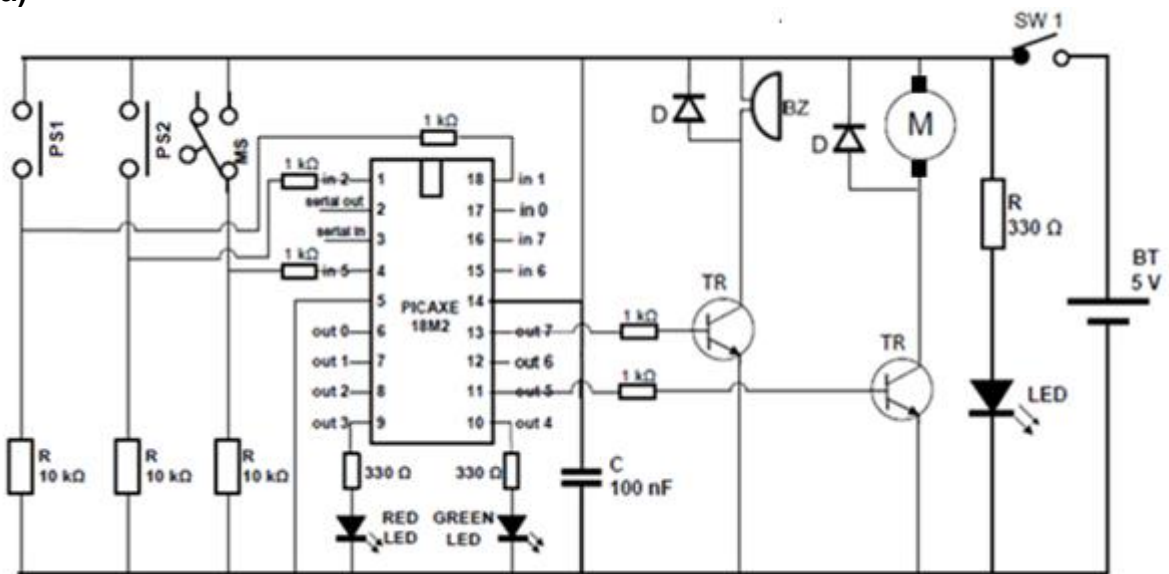 a)
SW 1
PS1
PS2
MS
1 kΩ
1 kΩ
in 2
1
18
in 1
serial out
2
17
in 0
serial in
3
16
in 7
1 kΩ
in 5
4
15
in 6
5
PICAXE
18M2
14
out 0
6
13
out 7
1 kΩ
out 1
7
12
out 6
out 2
8
11
out 5
1 kΩ
out 3
9
10
out 4
D
BZ
D
M
R
330 Ω
BT
5 V
TR
TR
LED
R
10 kΩ
R
10 kΩ
R
10 kΩ
330 Ω
330 Ω
C
100 nF
RED
LED
GREEN
LED